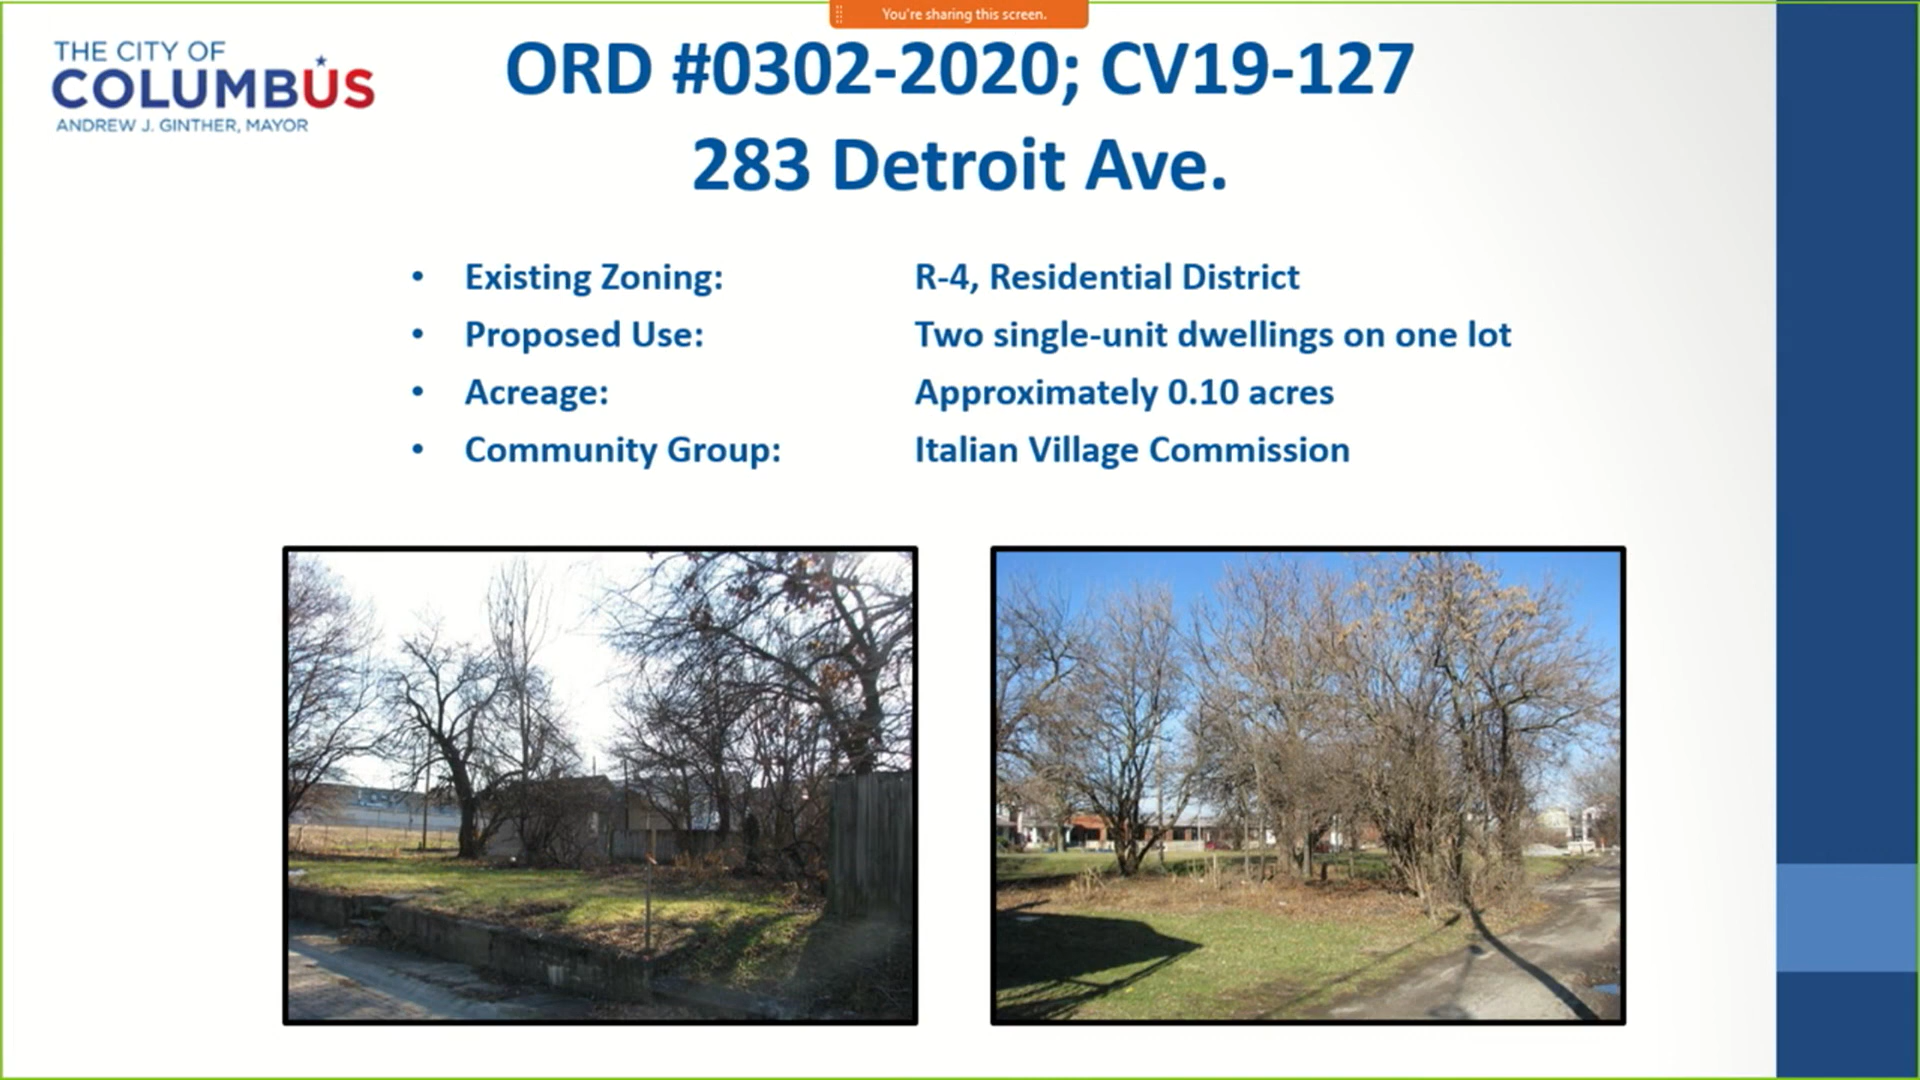 You're sharing this screen.
THE CITY OF
COLUMBUS
ANDREW J. GINTHER, MAYOR
ORD #0302-2020; CV19-127
283 Detroit Ave.
• Existing Zoning: R-4, Residential District
• Proposed Use: Two single-unit dwellings on one lot
• Acreage: Approximately 0.10 acres
• Community Group: Italian Village Commission